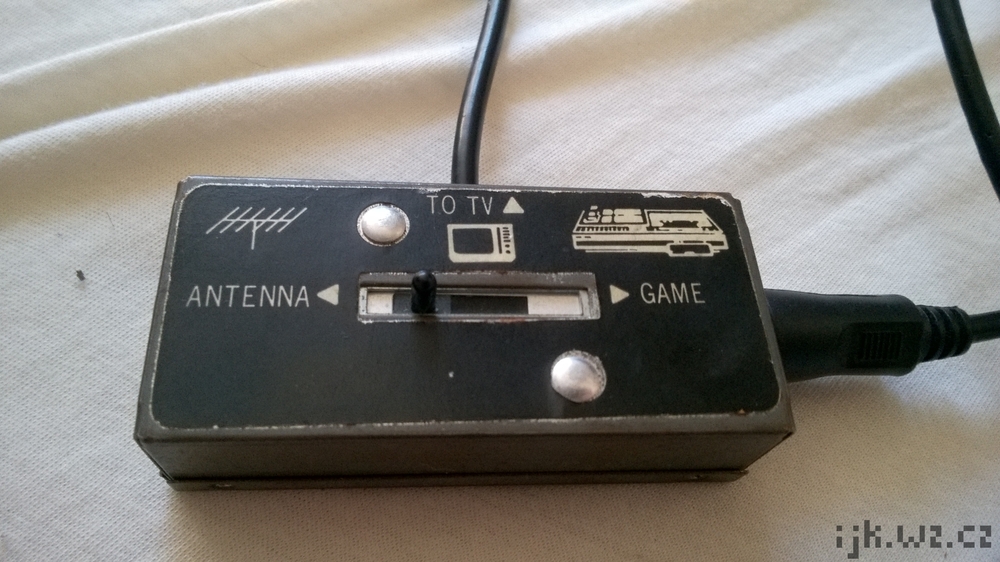 TO TV ▲
ANTENNA ◀ ▶ GAME
ijk.wz.cz